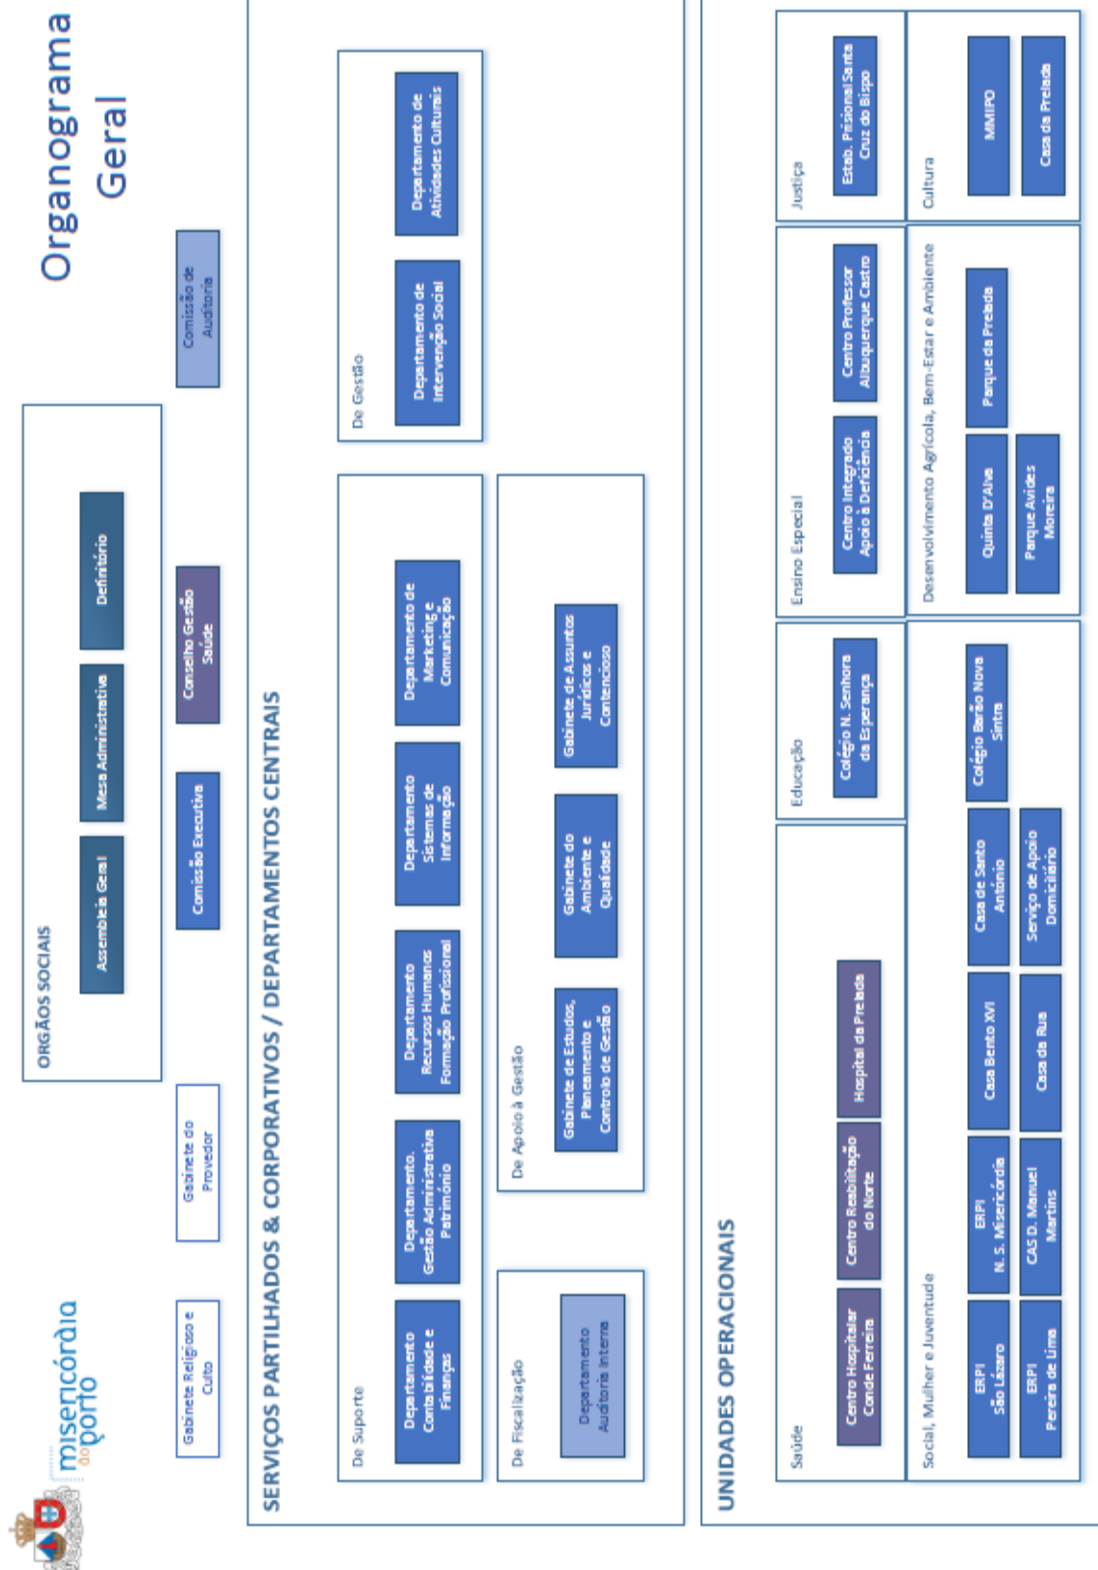 misericórdia
do porto
Organograma
Geral
ORGÃOS SOCIAIS
Assembleia Geral
Mesa Administrativa
Definitório
Gabinete Religioso e
Culto
Gabinete do
Provedor
Comissão Executiva
Conselho Gestão
Saúde
Comissão de
Auditoria
SERVIÇOS PARTILHADOS & CORPORATIVOS / DEPARTAMENTOS CENTRAIS
De Suporte
Departamento
Contabilidade e
Finanças
Departamento.
Gestão Administrativa
Património
Departamento
Recursos Humanos
Formação Profissional
Departamento
Sistemas de
Informação
Departamento de
Marketing e
Comunicação
De Gestão
Departamento de
Intervenção Social
Departamento de
Atividades Culturais
De Fiscalização
Departamento
Auditoria Interna
De Apoio à Gestão
Gabinete de Estudos,
Planeamento e
Controlo de Gestão
Gabinete do
Ambiente e
Qualidade
Gabinete de Assuntos
Jurídicos e
Contencioso
UNIDADES OPERACIONAIS
Saúde
Centro Hospitalar
Conde Ferreira
Centro Reabilitação
do Norte
Hospital da Prelada
Educação
Colégio N. Senhora
da Esperança
Ensino Especial
Centro Integrado
Apoio à Deficiência
Centro Professor
Albuquerque Castro
Justiça
Estab. Prisional Santa
Cruz do Bispo
Social, Mulher e Juventude
ERPI
São Lázaro
ERPI
N. S. Misericórdia
Casa Bento XVI
Casa de Santo
António
Colégio Barão Nova
Sintra
ERPI
Pereira de Lima
CAS D. Manuel
Martins
Casa da Rua
Serviço de Apoio
Domiciliário
Desenvolvimento Agrícola, Bem-Estar e Ambiente
Quinta D'Alva
Parque da Prelada
Parque Avides
Moreira
Cultura
MMIPO
Casa da Prelada